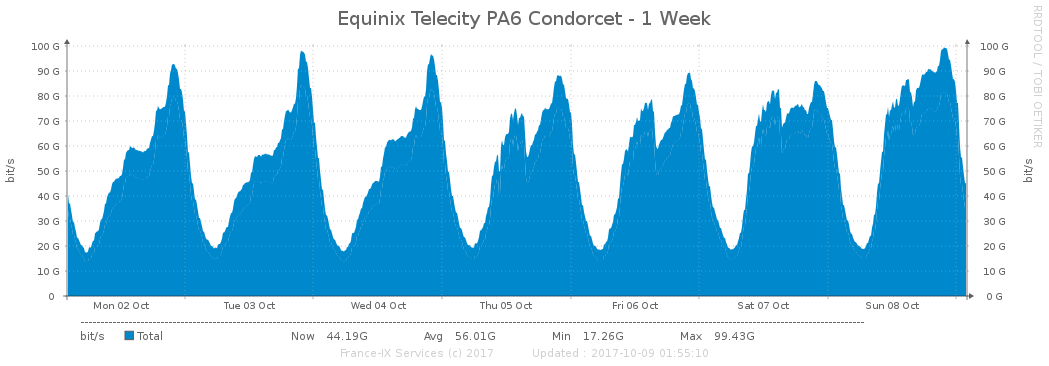 Equinix Telecity PA6 Condorcet - 1 Week
RRDTOOL / TOBI OETIKER
100 G 100 G
90 G 90 G
80 G 80 G
70 G 70 G
60 G 60 G
50 G 50 G
40 G 40 G
30 G 30 G
20 G 20 G
10 G 10 G
0 0 G
bit/s
bit/s
Mon 02 Oct Tue 03 Oct Wed 04 Oct Thu 05 Oct Fri 06 Oct Sat 07 Oct Sun 08 Oct
bit/s Total Now 44.19G Avg 56.01G Min 17.26G Max 99.43G
France-IX Services (c) 2017 Updated : 2017-10-09 01:55:10